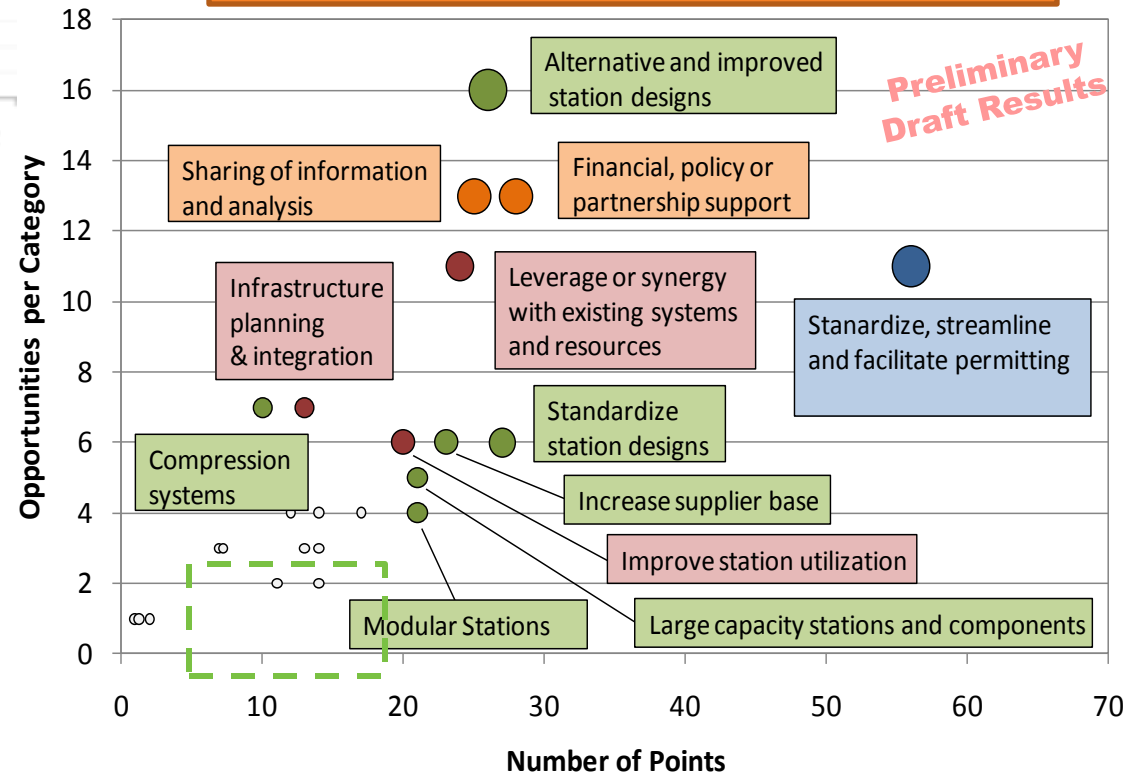 18
16
14
12
10
8
6
4
2
0
Opportunities per Category
Alternative and improved
station designs
Preliminary
Draft Results
Sharing of information
and analysis
Financial, policy or
partnership support
Infrastructure
planning
& integration
Leverage or synergy
with existing systems
and resources
Stanardize, streamline
and facilitate permitting
Standardize
station designs
Compression
systems
Increase supplier base
Improve station utilization
Modular Stations
Large capacity stations and components
0 10 20 30 40 50 60 70
Number of Points